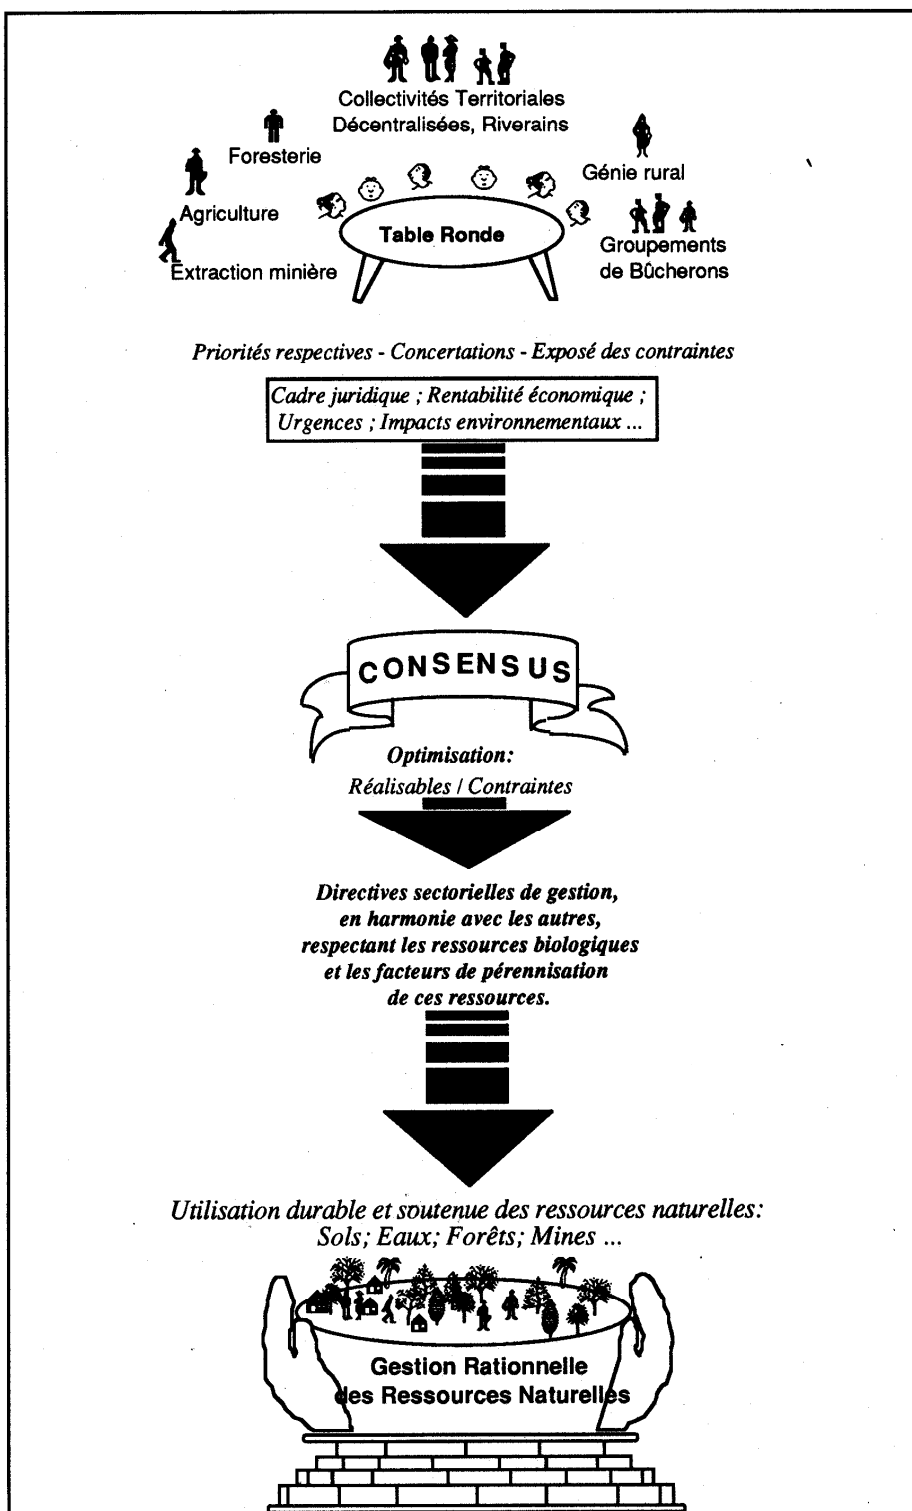 Collectivités Territoriales
Décentralisées, Riverains
Foresterie
Génie rural
Agriculture
Table Ronde
Groupements
de Bûcherons
Extraction minière
Priorités respectives - Concertations - Exposé des contraintes
Cadre juridique ; Rentabilité économique ;
Urgences ; Impacts environnementaux ...
CONSENSUS
Optimisation:
Réalisables / Contraintes
Directives sectorielles de gestion,
en harmonie avec les autres,
respectant les ressources biologiques
et les facteurs de pérennisation
de ces ressources.
Utilisation durable et soutenue des ressources naturelles:
Sols; Eaux; Forêts; Mines ...
Gestion Rationnelle
des Ressources Naturelles